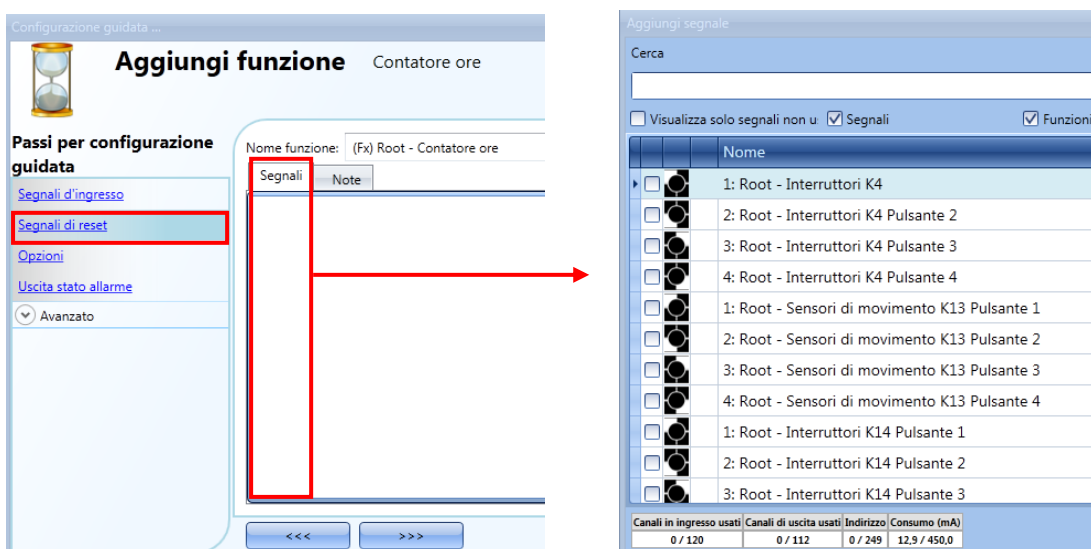 Configurazione guidata ...
Aggiungi funzione Contatore ore
Passi per configurazione guidata
Segnali d'ingresso
Segnali di reset
Opzioni
Uscita stato allarme
Avanzato
Nome funzione: (Fx) Root - Contatore ore
Segnali Note
<<< >>>
Aggiungi segnale
Cerca
Visualizza solo segnali non u Segnali Funzioni
Nome
1: Root - Interruttori K4
2: Root - Interruttori K4 Pulsante 2
3: Root - Interruttori K4 Pulsante 3
4: Root - Interruttori K4 Pulsante 4
1: Root - Sensori di movimento K13 Pulsante 1
2: Root - Sensori di movimento K13 Pulsante 2
3: Root - Sensori di movimento K13 Pulsante 3
4: Root - Sensori di movimento K13 Pulsante 4
1: Root - Interruttori K14 Pulsante 1
2: Root - Interruttori K14 Pulsante 2
3: Root - Interruttori K14 Pulsante 3
Canali in ingresso usati Canali di uscita usati Indirizzo Consumo (mA)
0 / 120 0 / 112 0 / 249 12,9 / 450,0